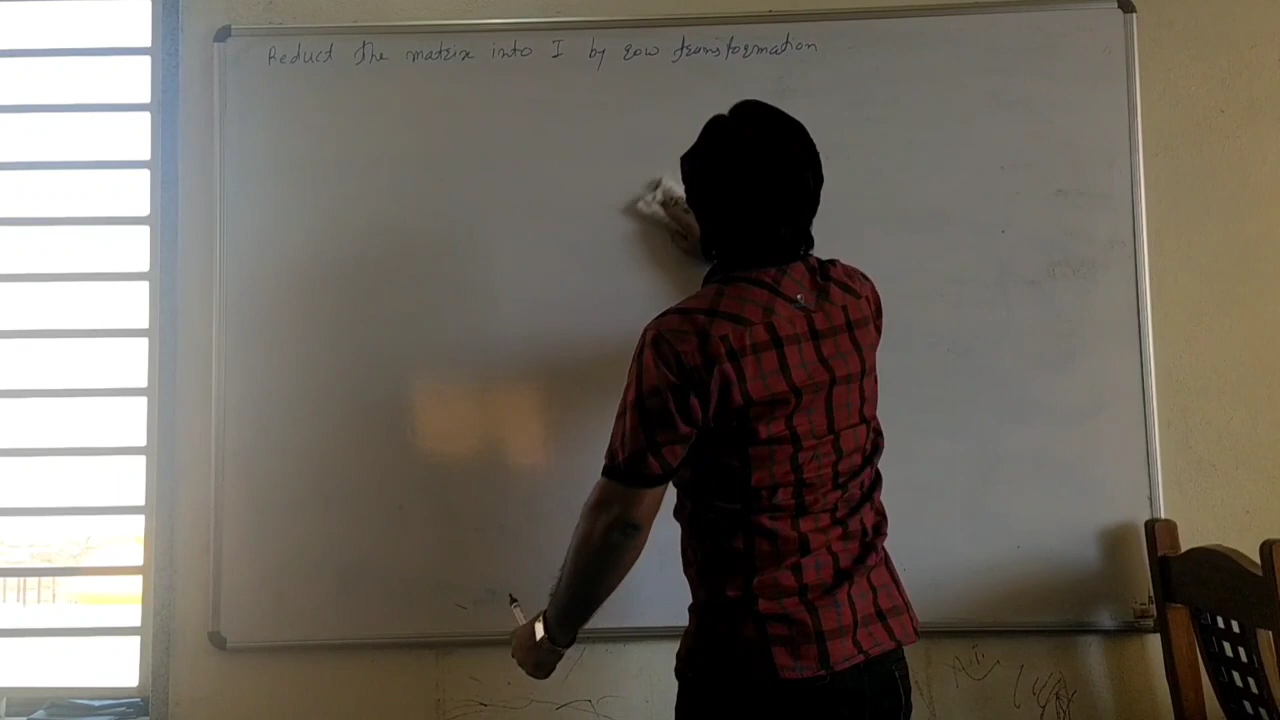 Reduct the matrix into I by row transformation